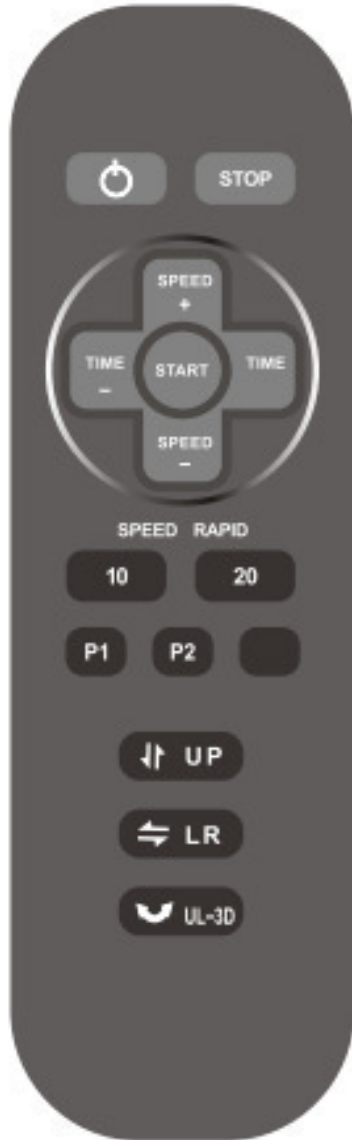 STOP
SPEED
+
TIME
–
START
TIME
SPEED
–
SPEED RAPID
10 20
P1 P2
UP
LR
UL-3D